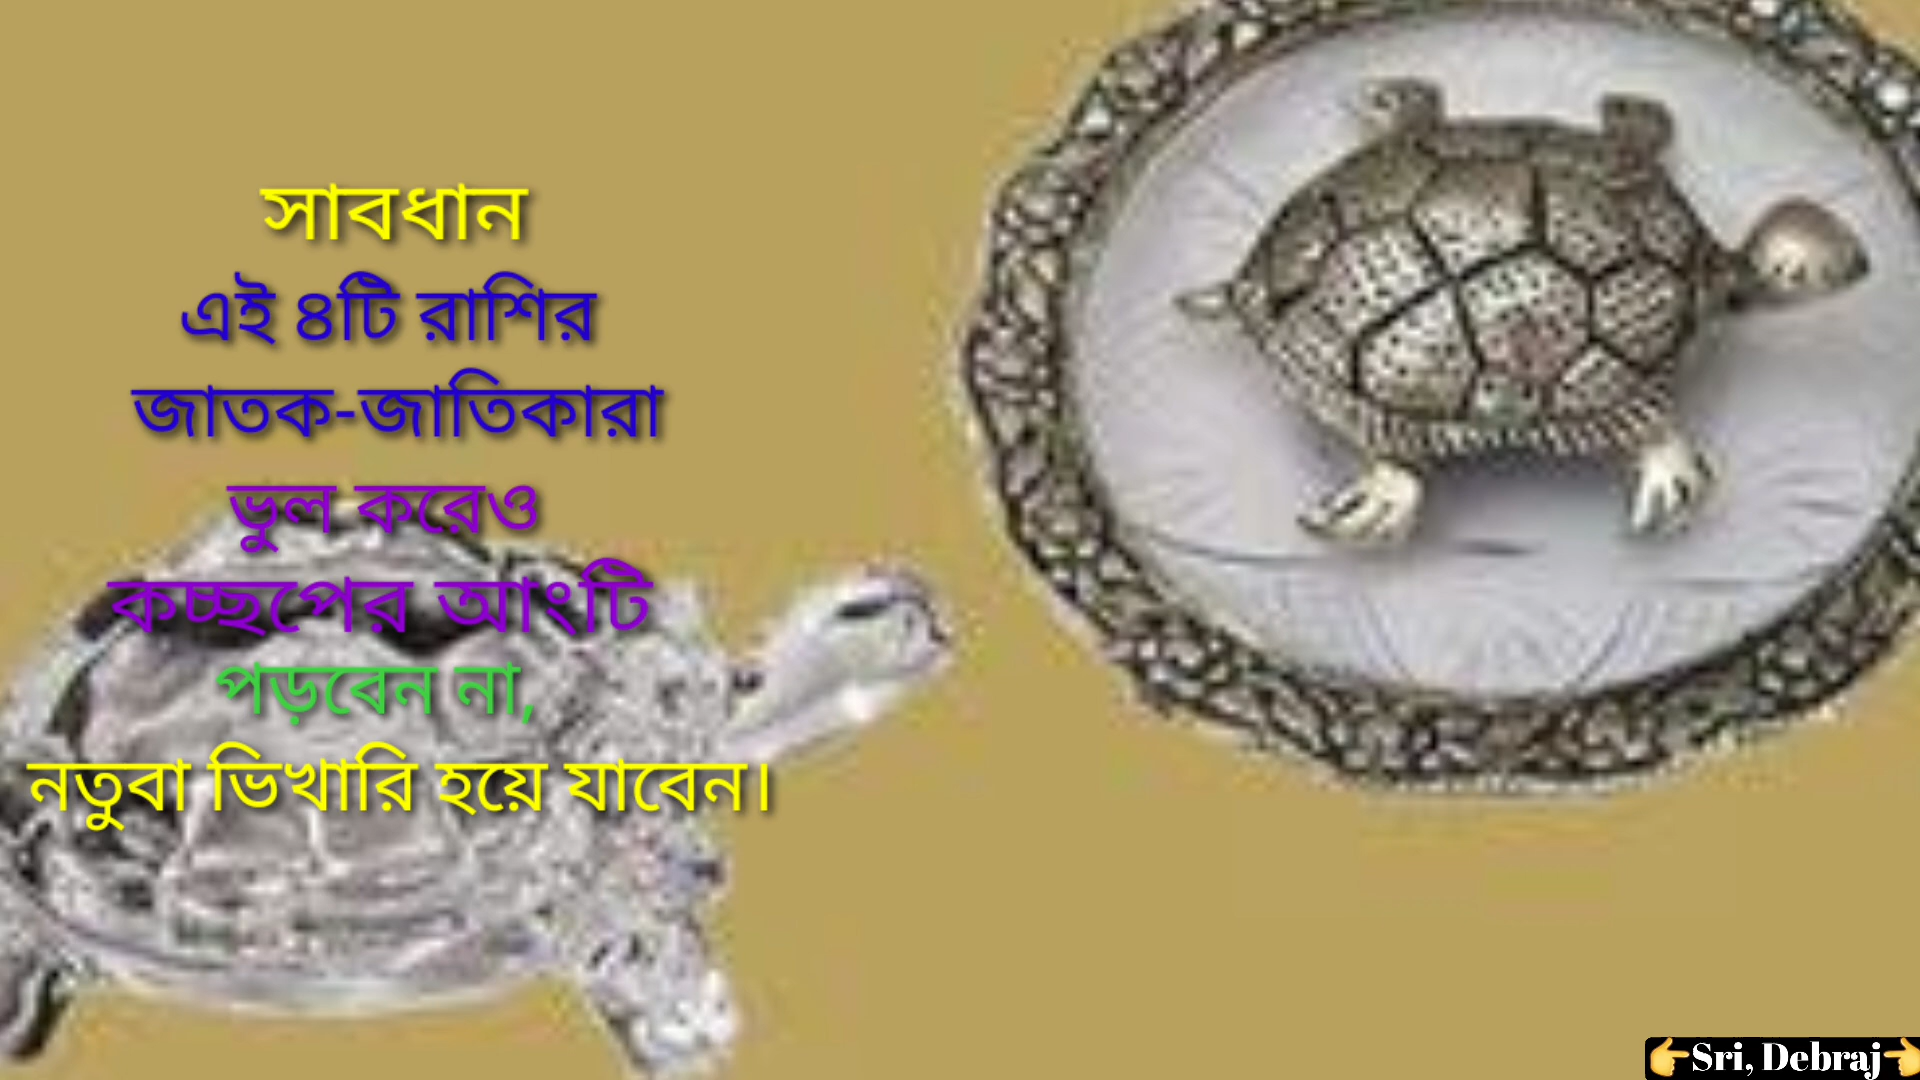 সাবধান
এই ৪টি রাশির
জাতক-জাতিকারা
ভুল করেও
কচ্ছপের আংটি
পড়বেন না,
নতুবা ভিখারি হয়ে যাবেন।
👉Sri, Debraj👈